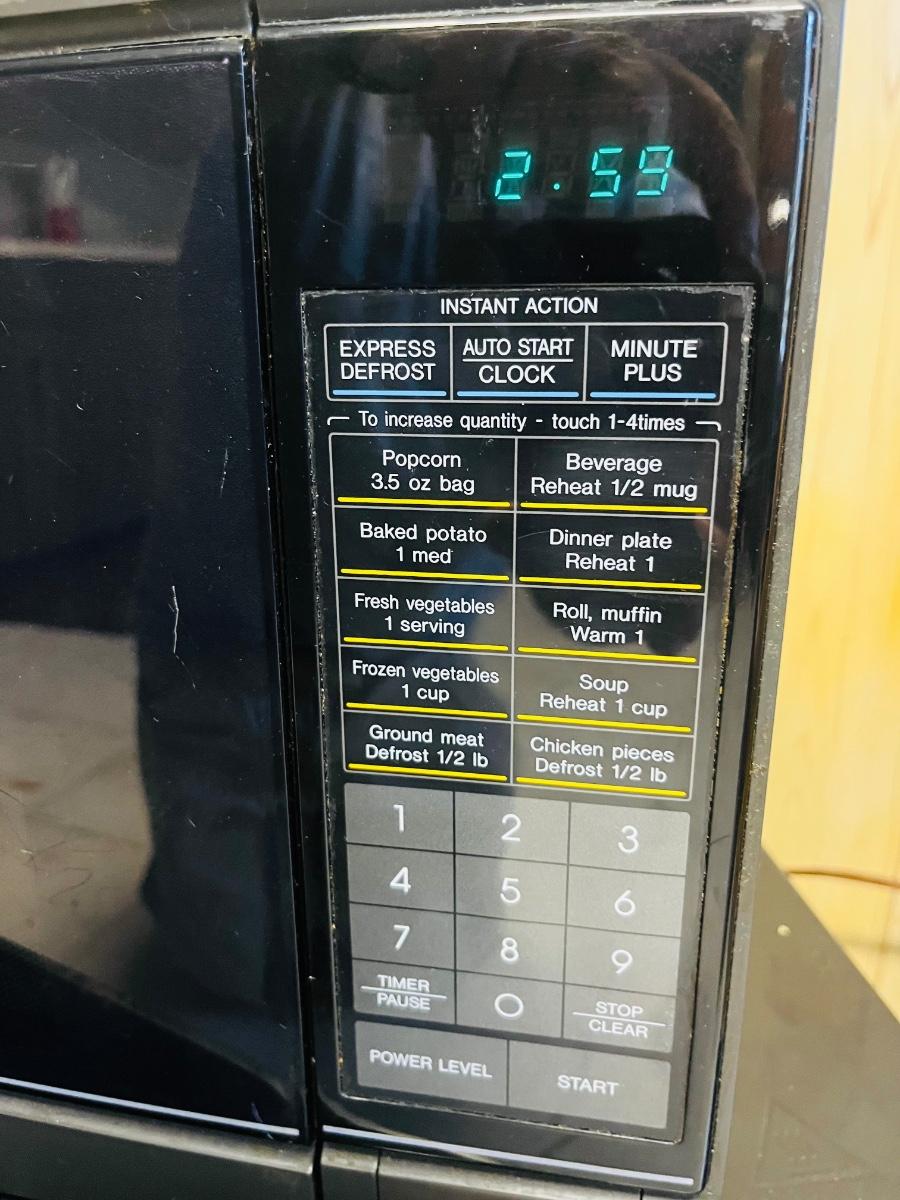 2:59
INSTANT ACTION
EXPRESS DEFROST
AUTO START
CLOCK
MINUTE PLUS
To increase quantity - touch 1-4times
Popcorn
3.5 oz bag
Beverage
Reheat 1/2 mug
Baked potato
1 med
Dinner plate
Reheat 1
Fresh vegetables
1 serving
Roll, muffin
Warm 1
Frozen vegetables
1 cup
Soup
Reheat 1 cup
Ground meat
Defrost 1/2 lb
Chicken pieces
Defrost 1/2 lb
1 2 3
4 5 6
7 8 9
TIMER
PAUSE
0
STOP
CLEAR
POWER LEVEL
START